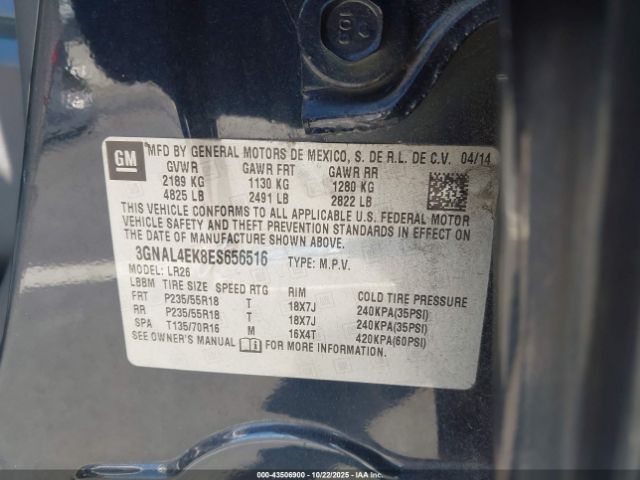 108
GM
MFD BY GENERAL MOTORS DE MEXICO, S. DE R.L. DE C.V. 04/14
GVWR GAWR FRT GAWR RR
2189 KG 1130 KG 1280 KG
4825 LB 2491 LB 2822 LB
THIS VEHICLE CONFORMS TO ALL APPLICABLE U.S. FEDERAL MOTOR
VEHICLE SAFETY AND THEFT PREVENTION STANDARDS IN EFFECT ON
THE DATE OF MANUFACTURE SHOWN ABOVE.
3GNAL4EK8ES656516 TYPE: M.P.V.
MODEL: LR26
LBBM TIRE SIZE SPEED RTG RIM COLD TIRE PRESSURE
FRT P235/55R18 T 18X7J 240KPA(35PSI)
RR P235/55R18 T 18X7J 240KPA(35PSI)
SPA T135/70R16 M 16X4T 420KPA(60PSI)
SEE OWNER'S MANUAL FOR MORE INFORMATION.
000-43506900 - 10/22/2025 - IAAI.COM